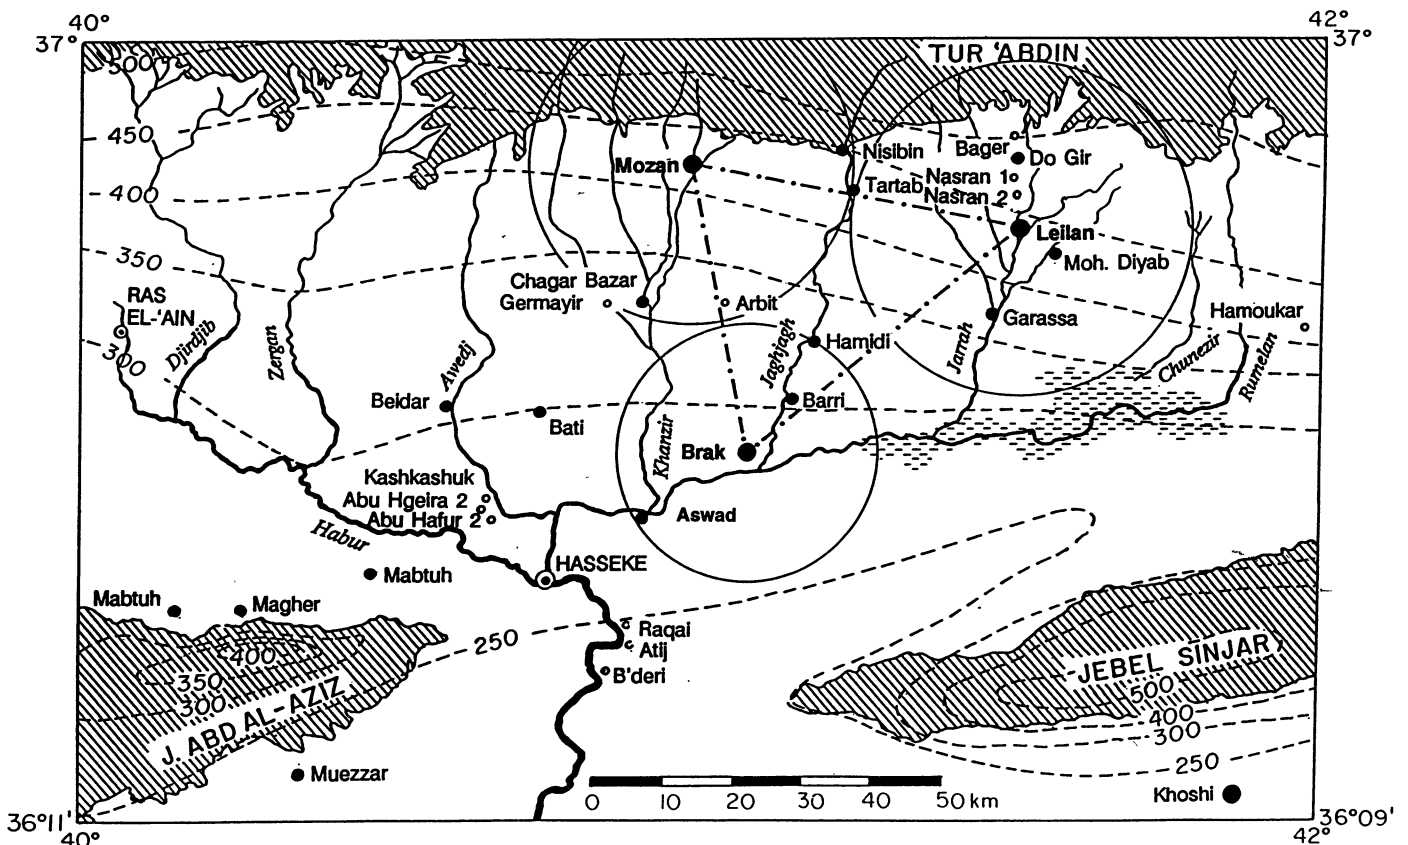 40°
42°
37°
37°
TUR 'ABDIN
500
450
Nisibin
Bager
Do Gir
Mozan
Nasran 1
Tartab
Nasran 2
400
Leilan
350
Moh. Diyab
Chagar Bazar
RAS
EL-'AIN
Germayir
Arbit
Hamoukar
Garassa
Djirdjib
Zergan
Awedj
Jaghjagh
Hamidi
Jarrah
Chunezir
Rumelan
300
Beidar
Barri
Bati
Khanzir
Brak
Kashkashuk
Abu Hgeira 2
Abu Hafur 2
Aswad
Habur
HASSEKE
Mabtuh
Mabtuh
Magher
250
Raqai
Atij
B'deri
400
350
300
J. ABD AL-AZIZ
JEBEL SINJAR
500
400
300
250
Muezzar
Khoshi
0 10 20 30 40 50 km
36°11'
36°09'
40°
42°